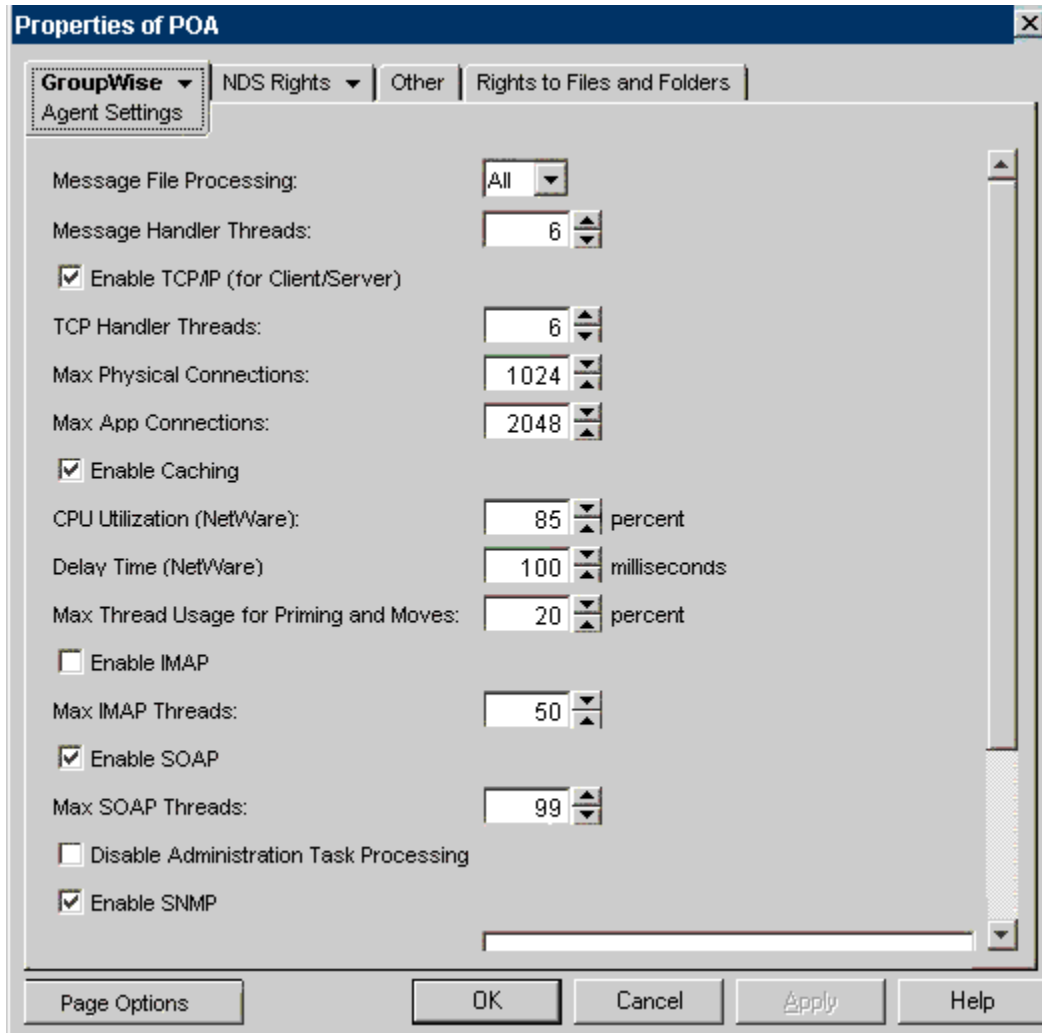 Properties of POA
GroupWise NDS Rights Other Rights to Files and Folders
Agent Settings
Message File Processing: All
Message Handler Threads: 6
Enable TCP/IP (for Client/Server)
TCP Handler Threads: 6
Max Physical Connections: 1024
Max App Connections: 2048
Enable Caching
CPU Utilization (NetWare): 85 percent
Delay Time (NetWare) 100 milliseconds
Max Thread Usage for Priming and Moves: 20 percent
Enable IMAP
Max IMAP Threads: 50
Enable SOAP
Max SOAP Threads: 99
Disable Administration Task Processing
Enable SNMP
Page Options OK Cancel Apply Help